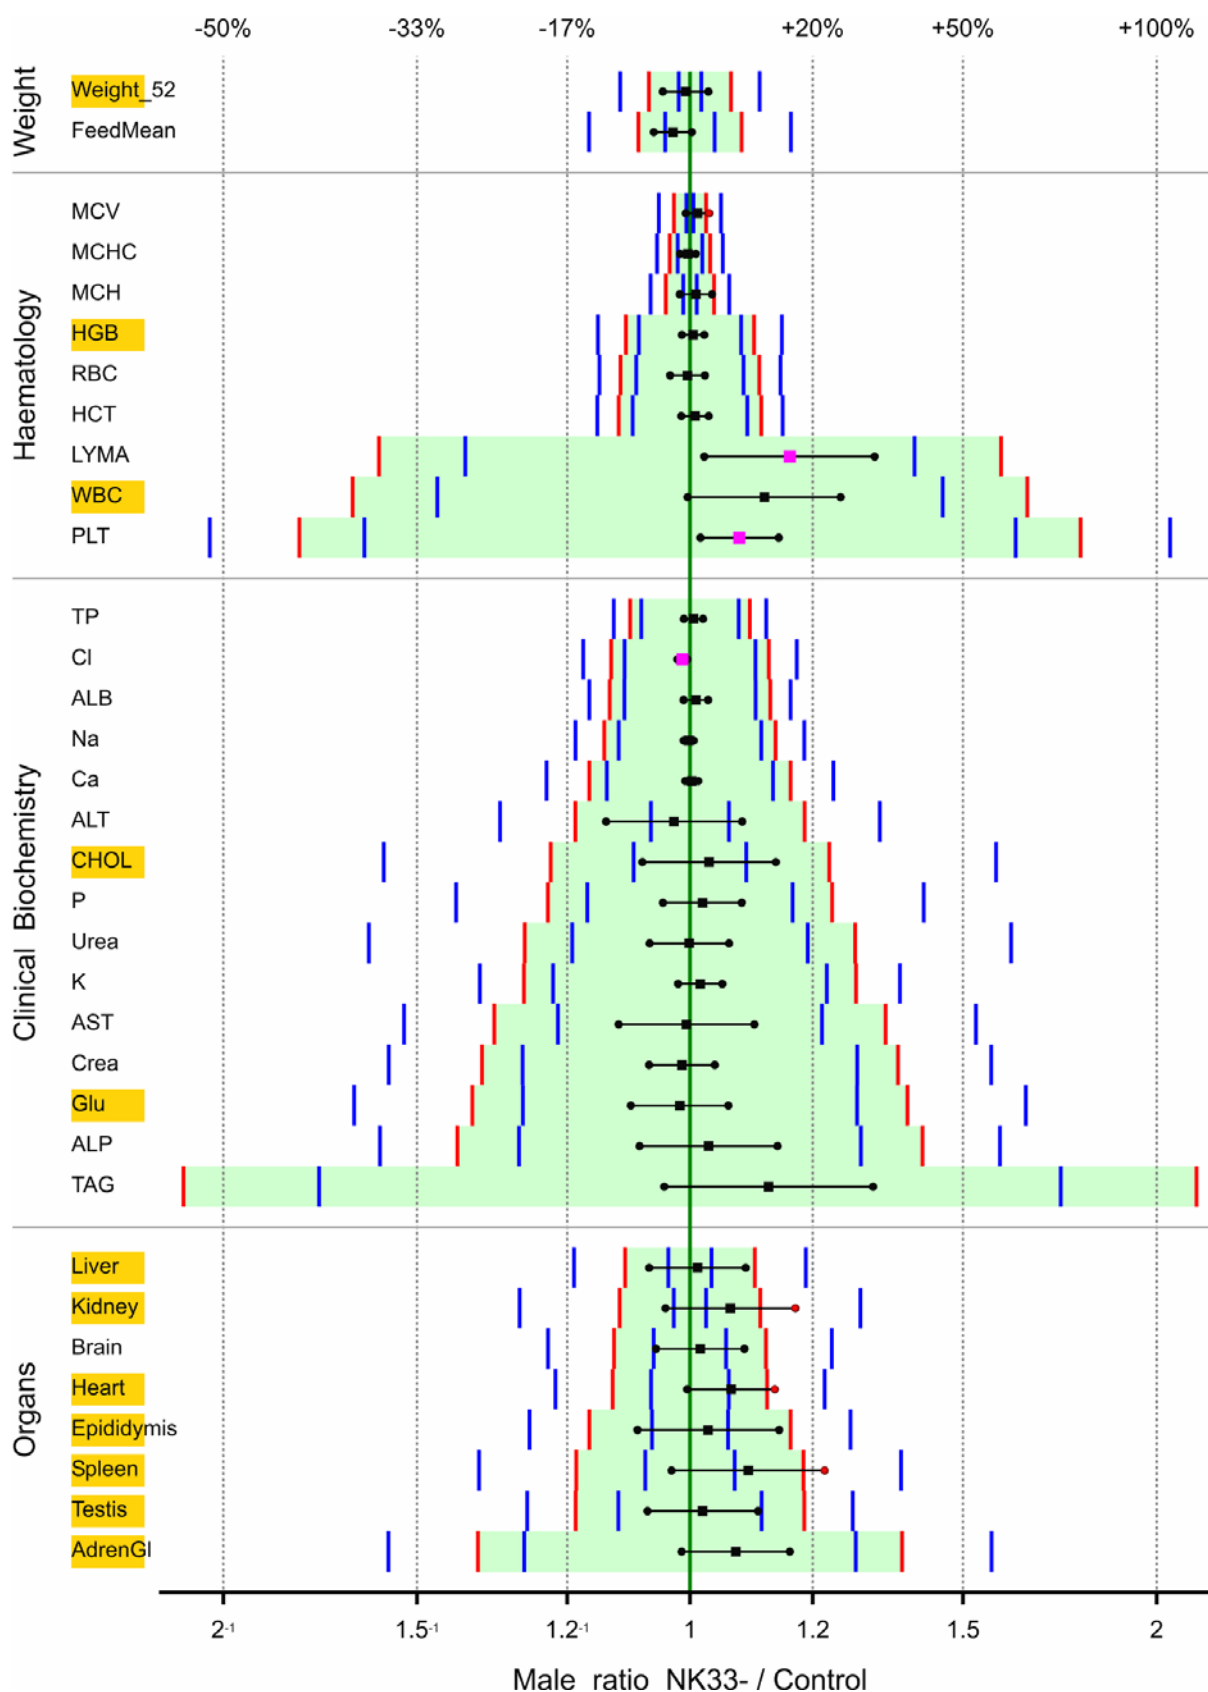 -50% -33% -17% +20% +50% +100%
Weight
Weight_52
FeedMean
Haematology
MCV
MCHC
MCH
HGB
RBC
HCT
LYMA
WBC
PLT
Clinical Biochemistry
TP
Cl
ALB
Na
Ca
ALT
CHOL
P
Urea
K
AST
Crea
Glu
ALP
TAG
Organs
Liver
Kidney
Brain
Heart
Epididymis
Spleen
Testis
AdrenGl
2⁻¹ 1.5⁻¹ 1.2⁻¹ 1 1.2 1.5 2
Male ratio NK33- / Control